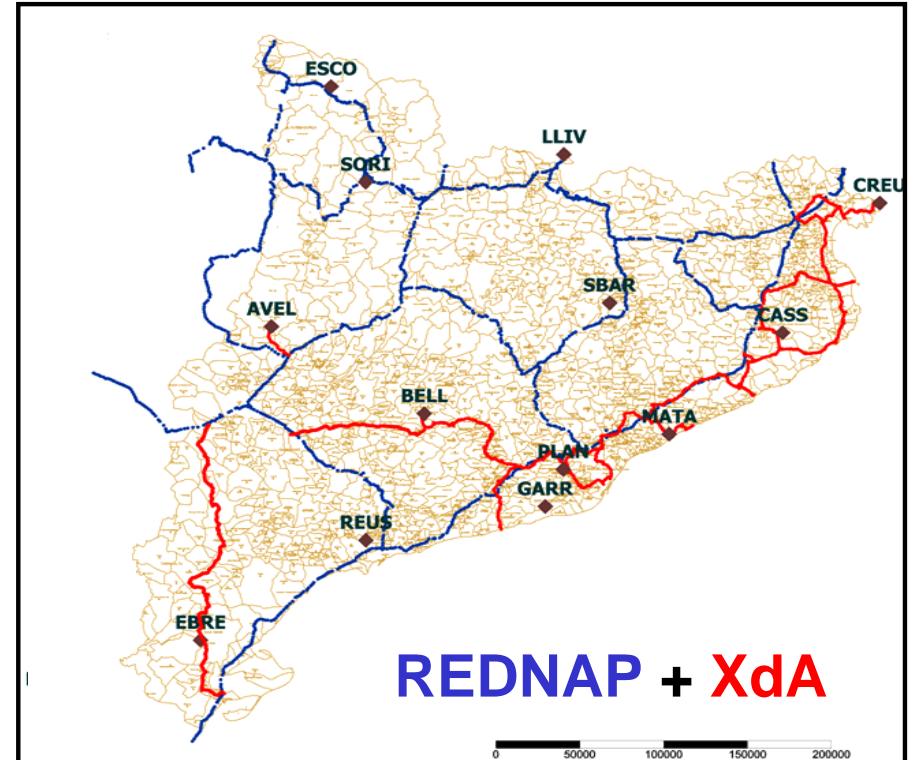 ESCO
LLIV
SORI
CREU
SBAR
AVEL
CASS
BELL
MATA
PLAN
GARR
REUS
EBRE
REDNAP + XdA
0 50000 100000 150000 200000